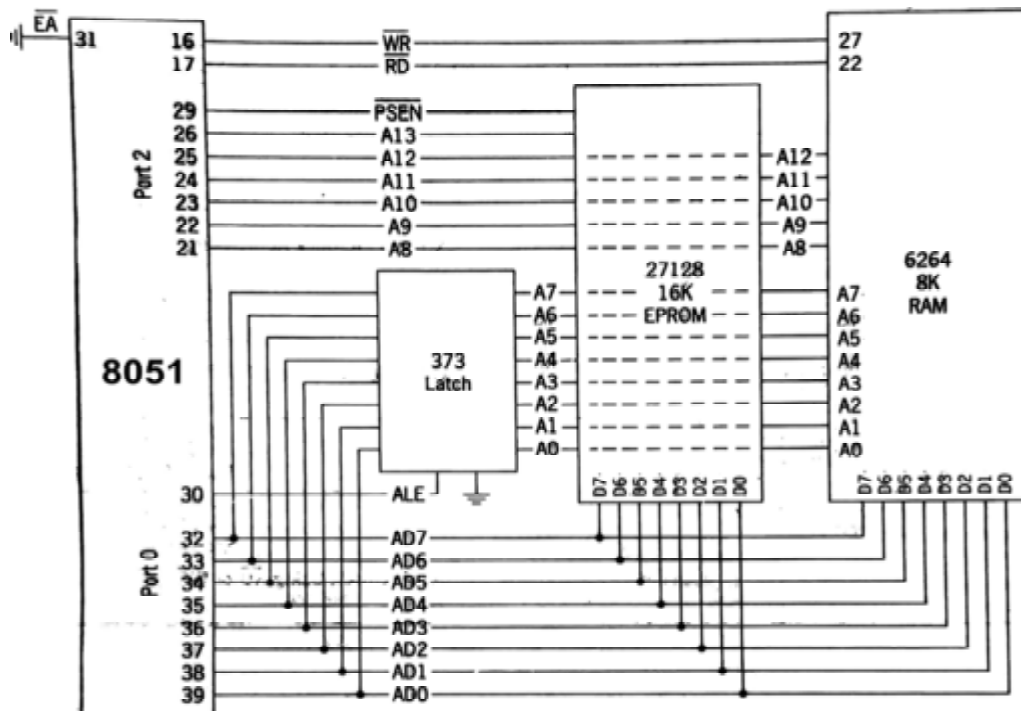 EA
31
16 WR 27
17 RD 22
29 PSEN
26 A13
25 A12 A12
24 A11 A11
23 A10 A10
22 A9 A9
21 A8 A8
Port 2
8051
373
Latch
A7
A6
A5
A4
A3
A2
A1
A0
27128
16K
EPROM
D7 D6 B5 D4 D3 D2 D1 D0
6264
8K
RAM
A7
A6
A5
A4
A3
A2
A1
A0
D7 D6 B5 D4 D3 D2 D1 D0
30 ALE
Port 0
32 AD7
33 AD6
34 AD5
35 AD4
36 AD3
37 AD2
38 AD1
39 AD0